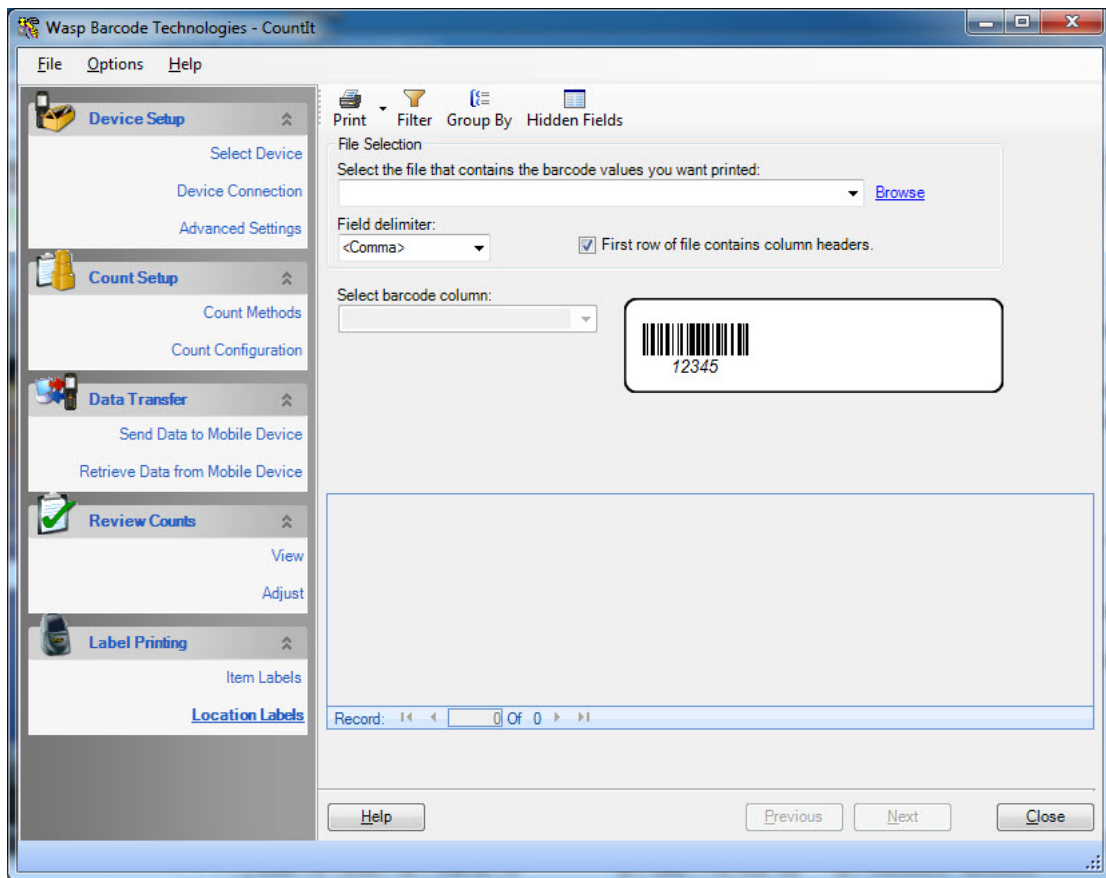 Wasp Barcode Technologies - CountIt
File Options Help
Device Setup
Select Device
Device Connection
Advanced Settings
Count Setup
Count Methods
Count Configuration
Data Transfer
Send Data to Mobile Device
Retrieve Data from Mobile Device
Review Counts
View
Adjust
Label Printing
Item Labels
Location Labels
Print Filter Group By Hidden Fields
File Selection
Select the file that contains the barcode values you want printed:
Browse
Field delimiter:
<Comma>
First row of file contains column headers.
Select barcode column:
12345
Record: 0 Of 0
Help Previous Next Close